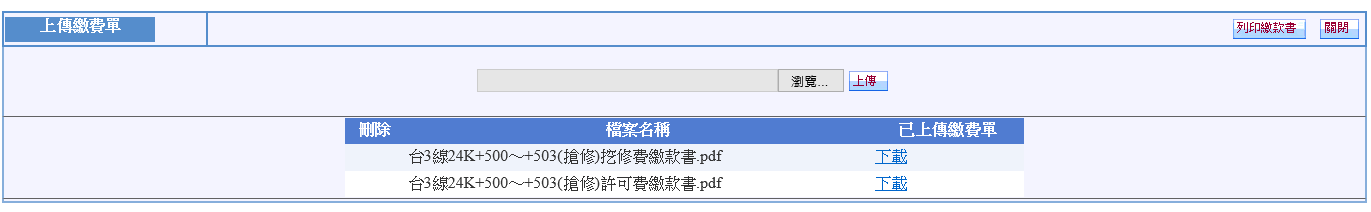 上傳繳費單 列印繳款書 關閉
瀏覽... 上傳
刪除 檔案名稱 已上傳繳費單
台3線24K+500～+503(搶修)挖修費繳款書.pdf 下載
台3線24K+500～+503(搶修)許可費繳款書.pdf 下載